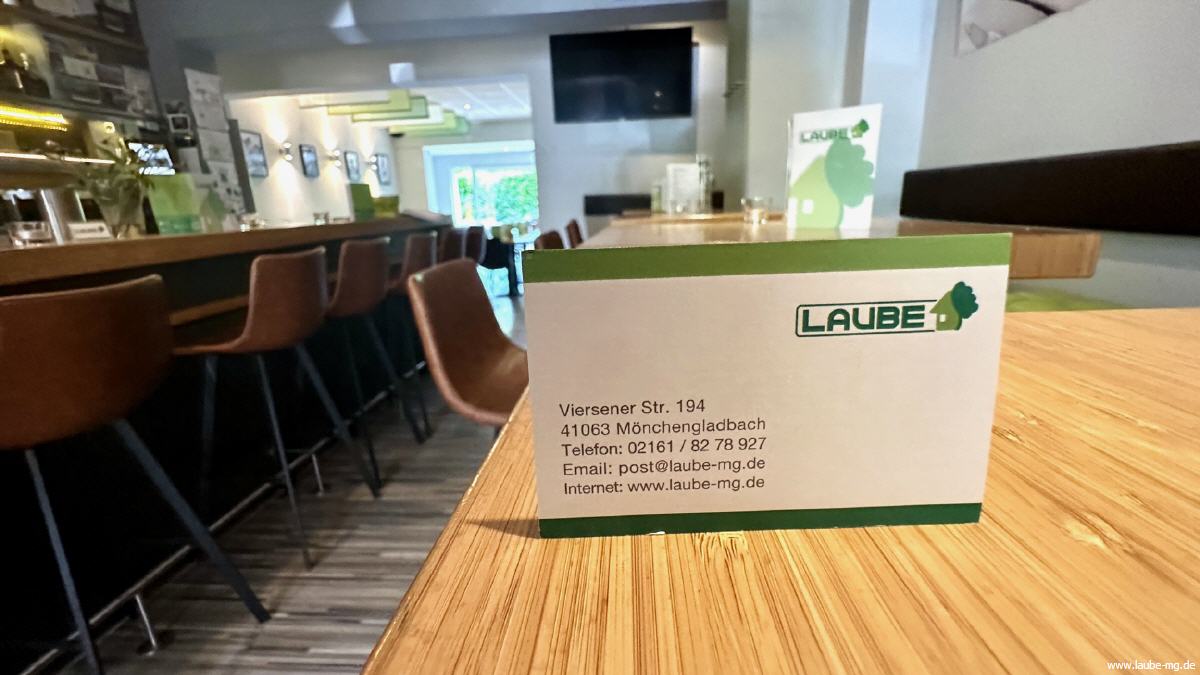 LAUBE
LAUBE
Viersener Str. 194
41063 Mönchengladbach
Telefon: 02161 / 82 78 927
Email: post@laube-mg.de
Internet: www.laube-mg.de
www.laube-mg.de